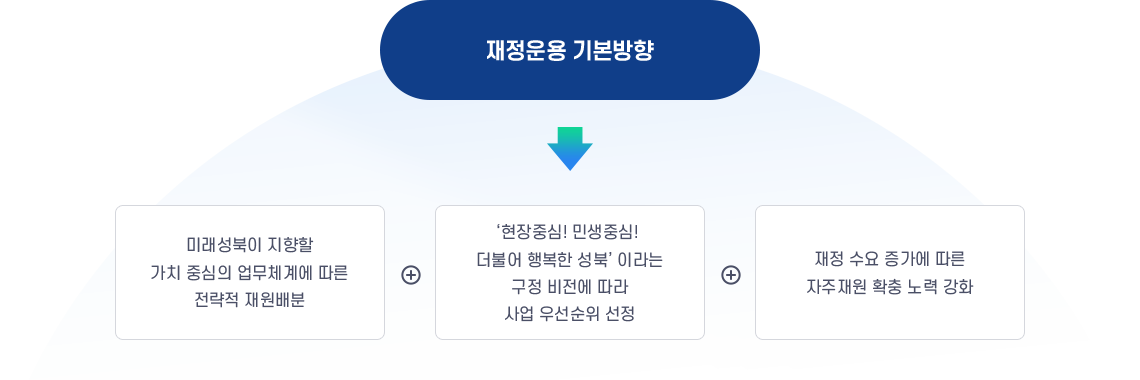 재정운용 기본방향
미래성북이 지향할
가치 중심의 업무체계에 따른
전략적 재원배분
‘현장중심! 민생중심!
더불어 행복한 성북’ 이라는
구정 비전에 따라
사업 우선순위 선정
재정 수요 증가에 따른
자주재원 확충 노력 강화